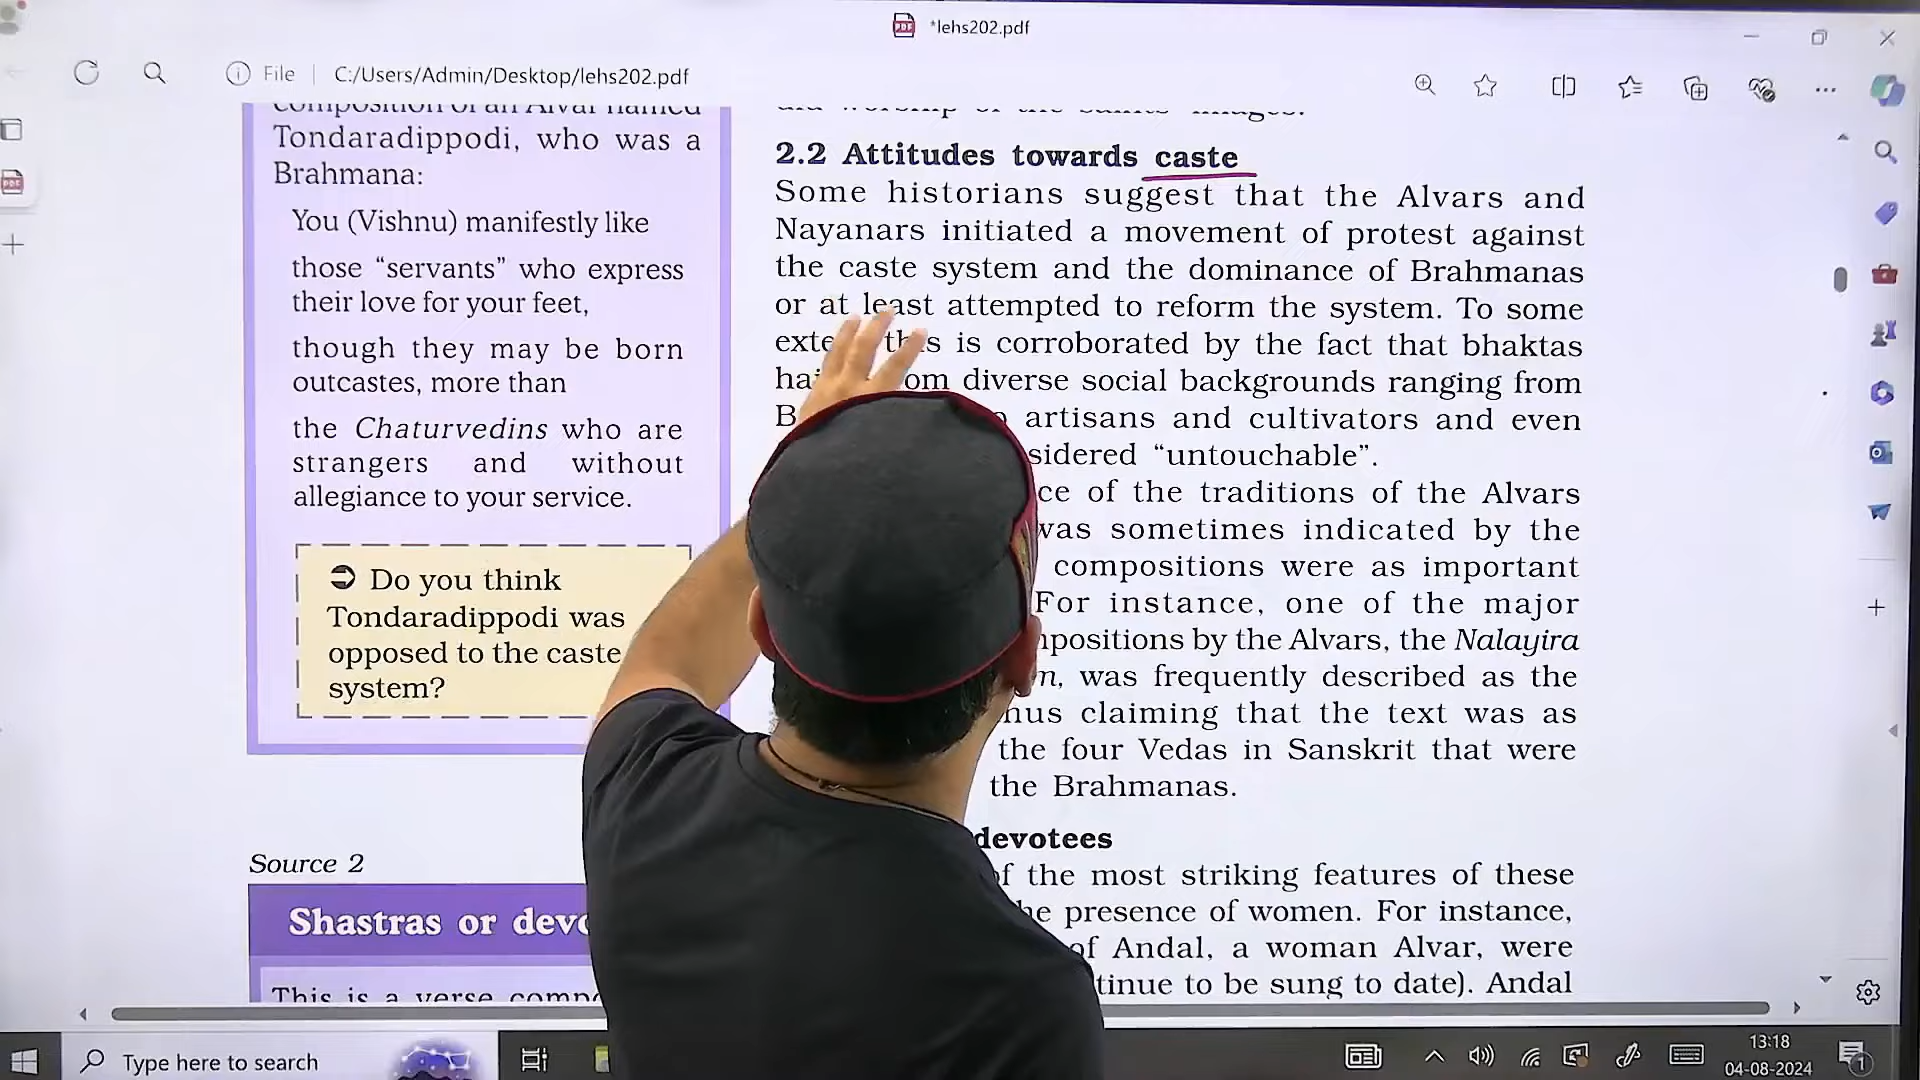 *lehs202.pdf
File
C:/Users/Admin/Desktop/lehs202.pdf
Tondaradippodi, who was a
Brahmana:
You (Vishnu) manifestly like
those “servants” who express
their love for your feet,
though they may be born
outcastes, more than
the Chaturvedins who are
strangers and without
allegiance to your service.
➲ Do you think
Tondaradippodi was
opposed to the caste
system?
Source 2
Shastras or
This is a verse
2.2 Attitudes towards caste
Some historians suggest that the Alvars and
Nayanars initiated a movement of protest against
the caste system and the dominance of Brahmanas
or at least attempted to reform the system. To some
this is corroborated by the fact that bhaktas
diverse social backgrounds ranging from
artisans and cultivators and even
“untouchable”.
of the traditions of the Alvars
was sometimes indicated by the
compositions were as important
For instance, one of the major
by the Alvars, the Nalayira
was frequently described as the
claiming that the text was as
the four Vedas in Sanskrit that were
the Brahmanas.
devotees
of the most striking features of these
presence of women. For instance,
of Andal, a woman Alvar, were
to be sung to date). Andal
Type here to search
13:18
04-08-2024
1